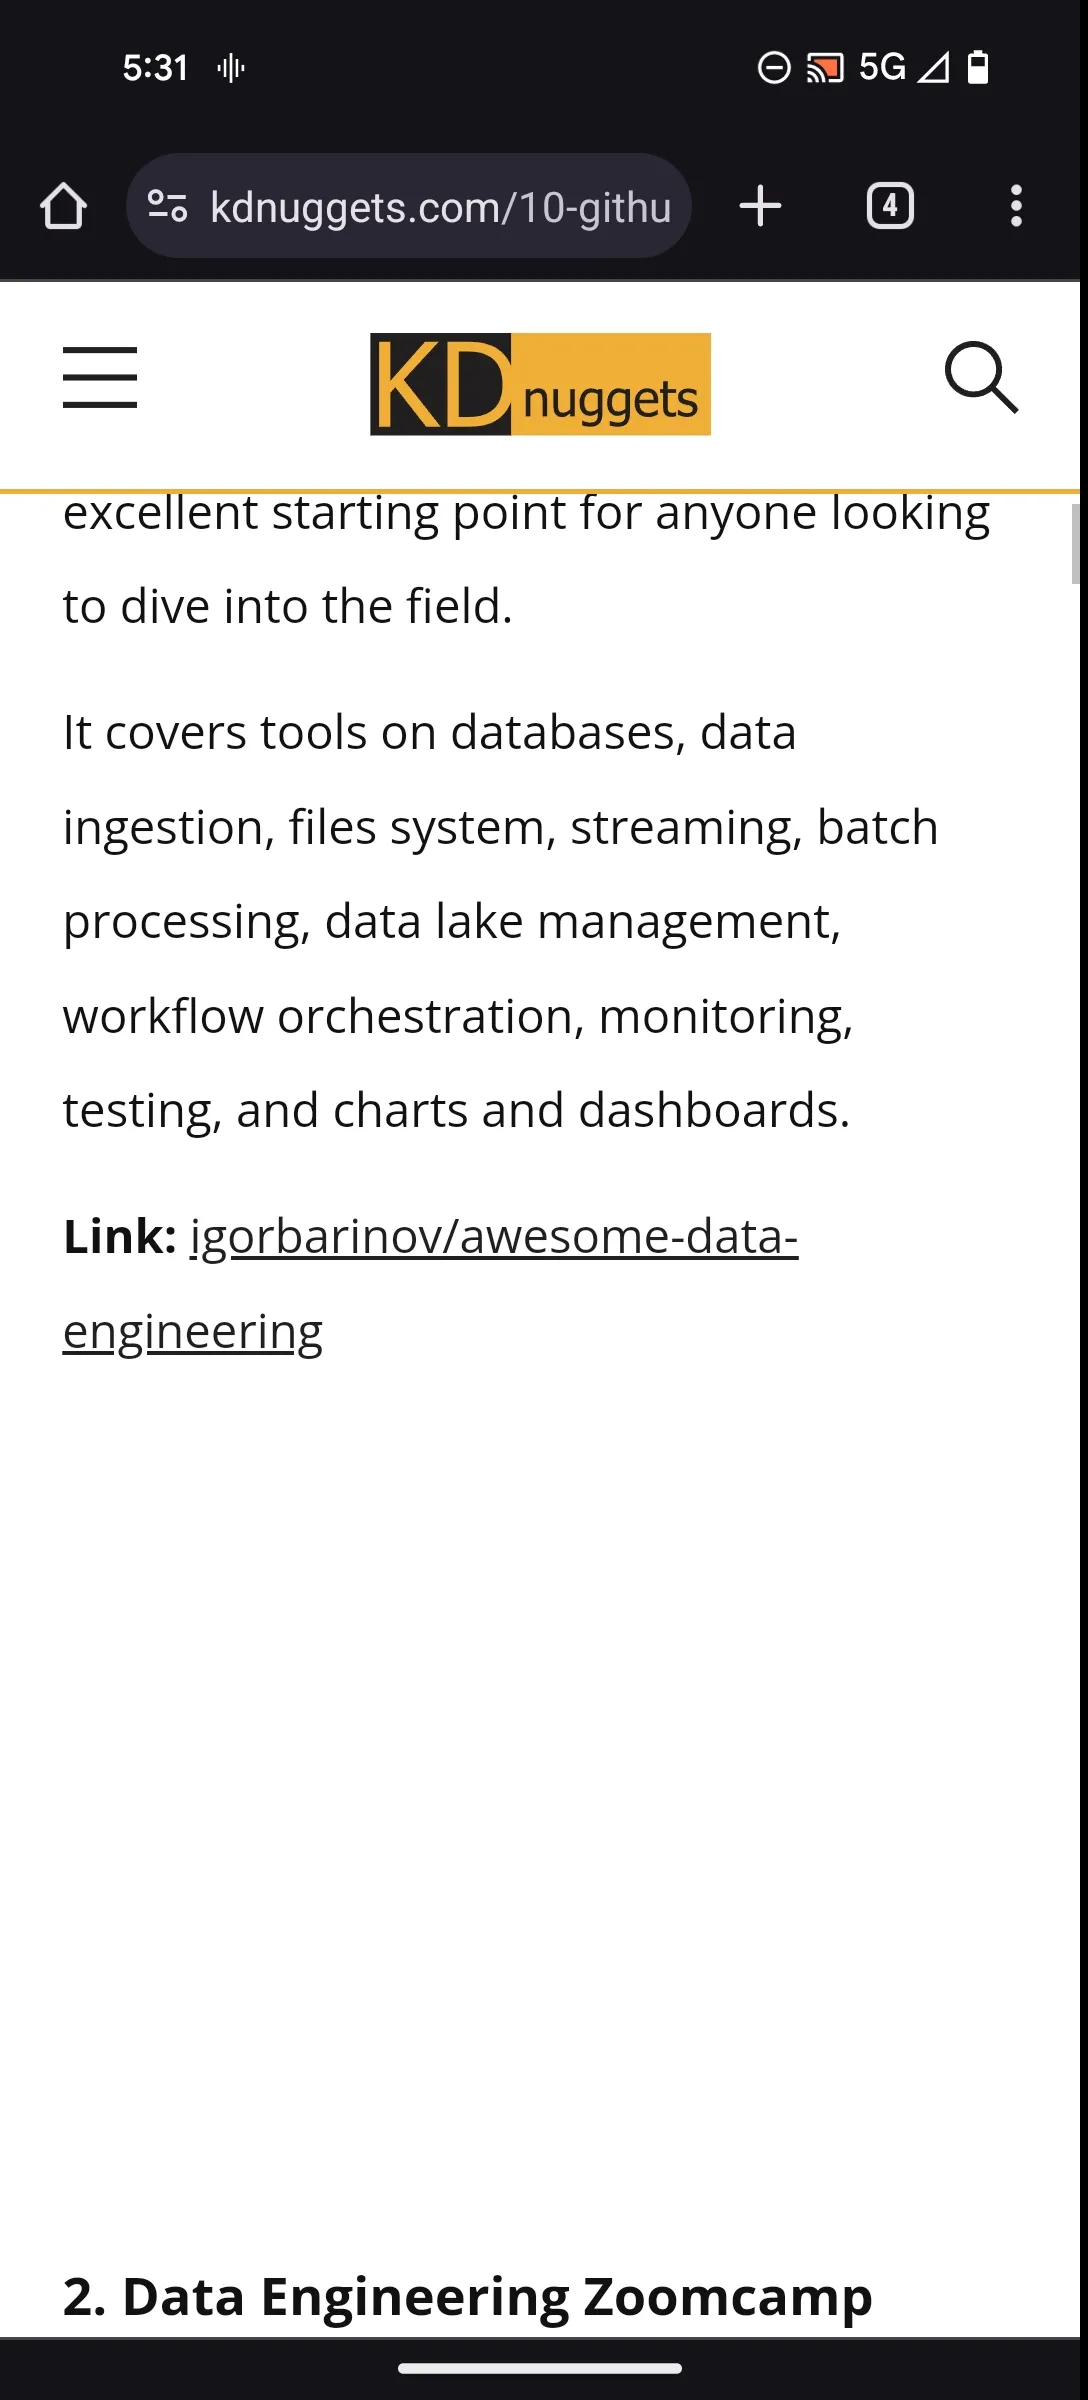 5:31
5G
kdnuggets.com/10-githu
4
KDnuggets
excellent starting point for anyone looking
to dive into the field.
It covers tools on databases, data
ingestion, files system, streaming, batch
processing, data lake management,
workflow orchestration, monitoring,
testing, and charts and dashboards.
Link: igorbarinov/awesome-data-
engineering
2. Data Engineering Zoomcamp